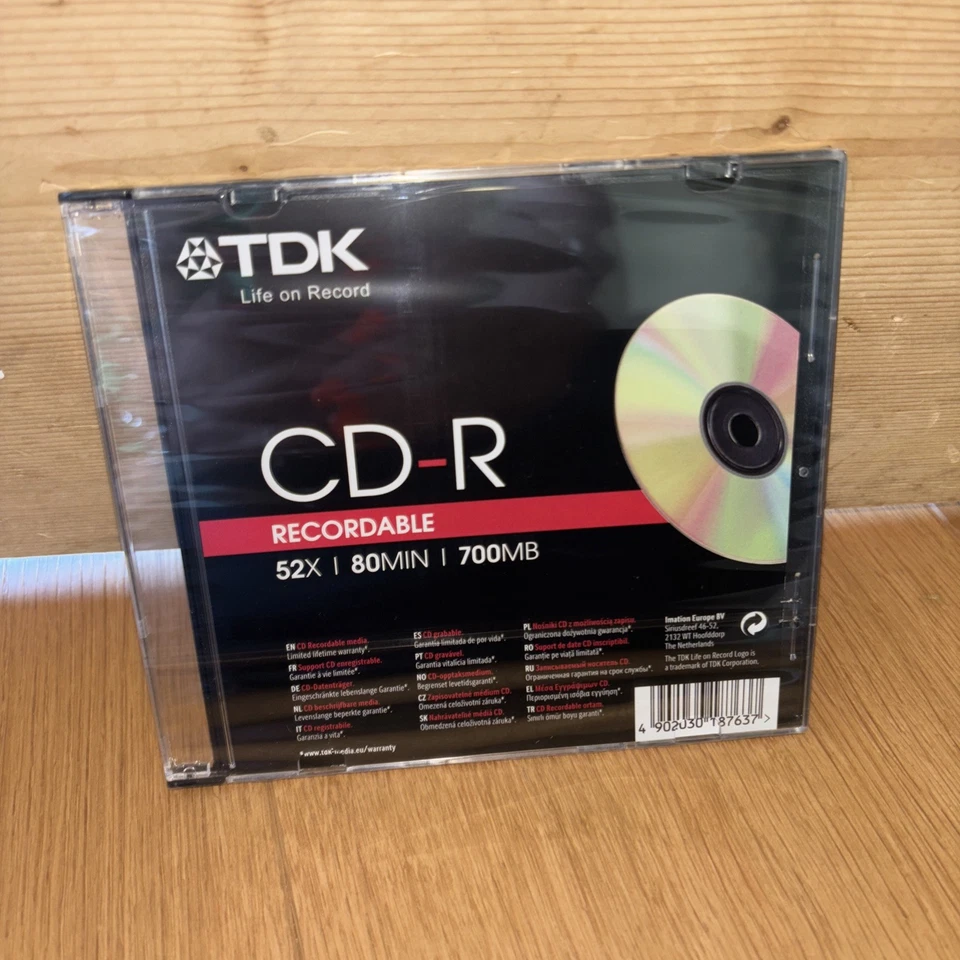 TDK
Life on Record
CD-R
RECORDABLE
52X | 80MIN | 700MB
EN CD Recordable media.
Limited lifetime warranty*.
FR Support CD enregistrable.
Garantie à vie limitée*.
DE CD-Datenträger.
Eingeschränkte lebenslange Garantie*.
NL CD beschrijfbare media.
Levenslange beperkte garantie*.
IT CD registrabile.
Garanzia a vita*.
*www.tdk-media.eu/warranty
ES CD grabable.
Garantía limitada de por vida*.
PT CD gravável.
Garantia vitalícia limitada*.
NO CD-opptaksmedium.
Begrenset levetidsgaranti*.
CZ Zapisovatelné médium CD.
Omezená celoživotní záruka*.
SK Nahrávateľné médiá CD.
Obmedzená celoživotná záruka*.
PL Nośniki CD z możliwością zapisu.
Ograniczona dożywotnia gwarancja*.
RO Suport de date CD inscriptibil.
Garanție pe viață limitată*.
RU Записываемый носитель CD.
Ограниченная гарантия на срок службы*.
EL Μέσα Εγγράψιμων CD.
Περιορισμένη ισόβια εγγύηση*.
TR CD Recordable ortam.
Sınırlı ömür boyu garanti*.
Imation Europe BV
Siriusdreef 46-52,
2132 WT Hoofddorp
The Netherlands
The TDK Life on Record Logo is
a trademark of TDK Corporation.
4 902030 187637 >